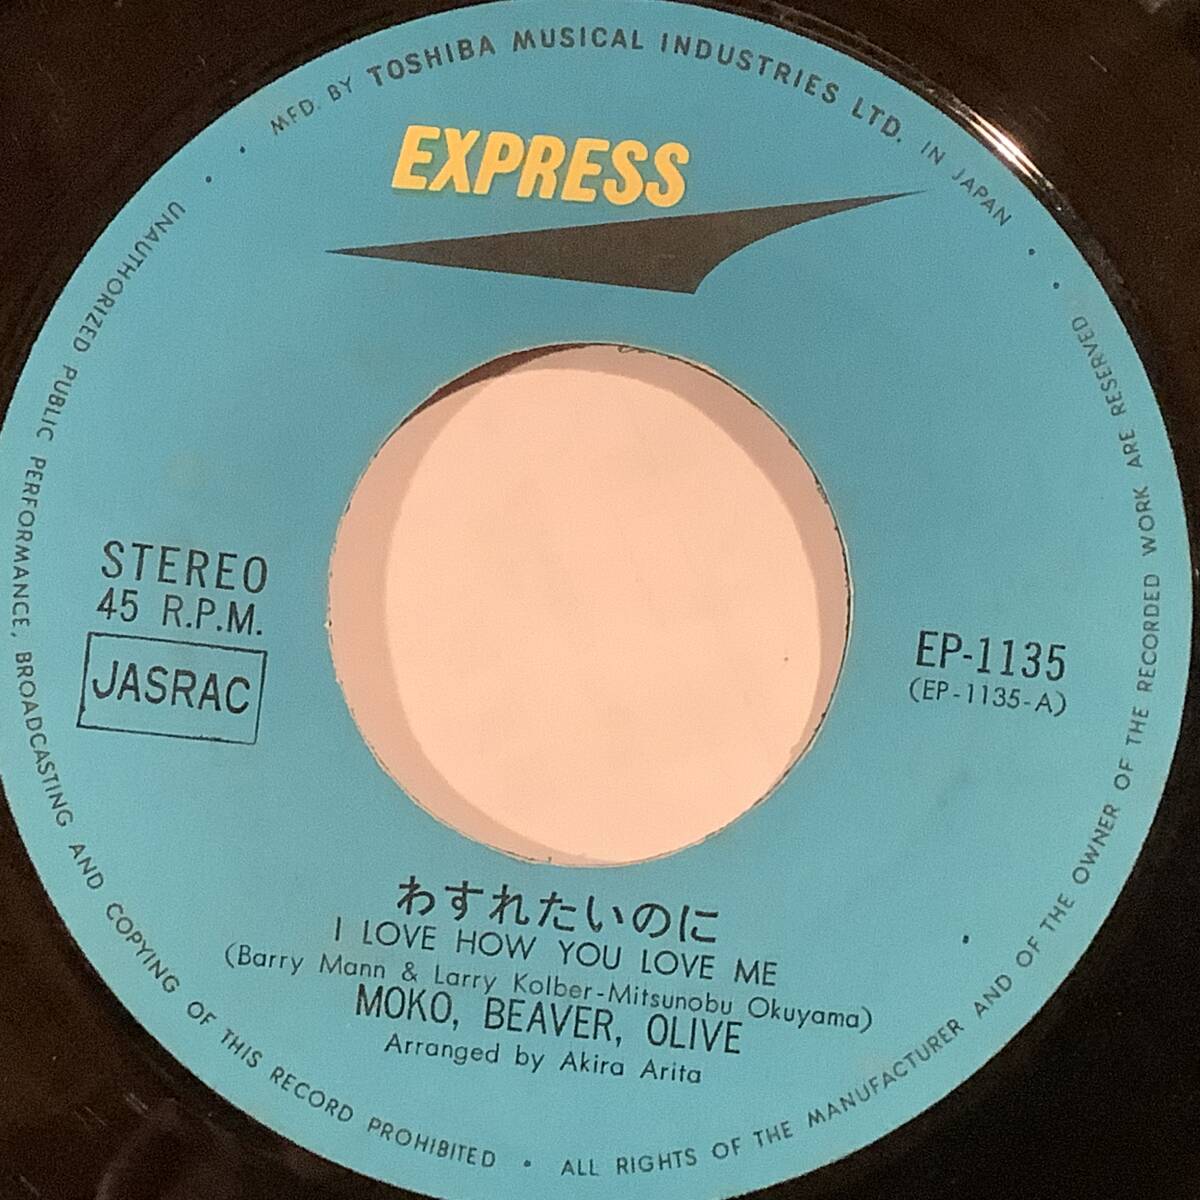 MFD. BY TOSHIBA MUSICAL INDUSTRIES LTD. IN JAPAN
EXPRESS
STEREO
45 R.P.M.
JASRAC
EP-1135
(EP-1135-A)
わすれたいのに
I LOVE HOW YOU LOVE ME
(Barry Mann & Larry Kolber-Mitsunobu Okuyama)
MOKO, BEAVER, OLIVE
Arranged by Akira Arita
UNAUTHORIZED PUBLIC PERFORMANCE, BROADCASTING AND COPYING OF THIS RECORD PROHIBITED • ALL RIGHTS OF THE MANUFACTURER AND OF THE OWNER OF THE RECORDED WORK ARE RESERVED